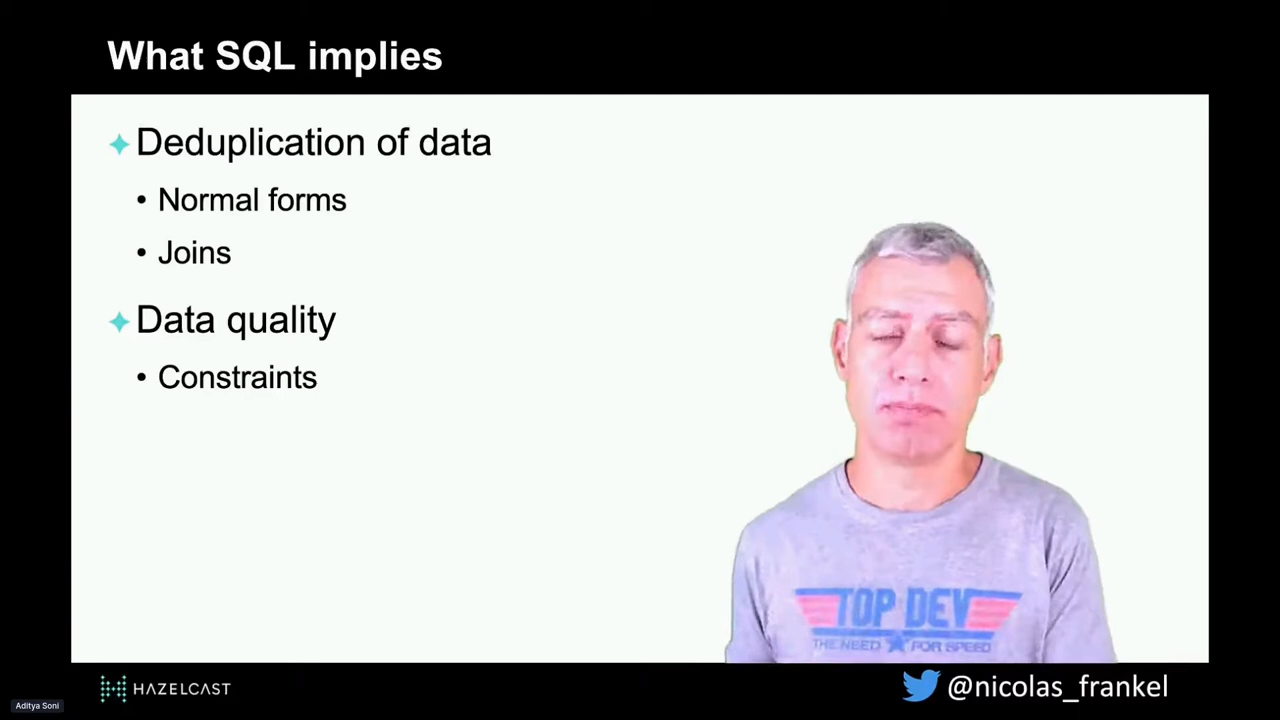 What SQL implies
Deduplication of data
• Normal forms
• Joins
Data quality
• Constraints
TOP DEV
THE NEED FOR SPEED
HAZELCAST
@nicolas_frankel
Aditya Soni